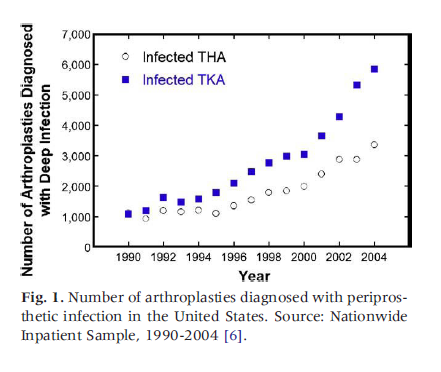 Number of Arthroplasties Diagnosed
with Deep Infection
7,000
6,000
5,000
4,000
3,000
2,000
1,000
0
Infected THA
Infected TKA
1990 1992 1994 1996 1998 2000 2002 2004
Year
Fig. 1. Number of arthroplasties diagnosed with peripros-
thetic infection in the United States. Source: Nationwide
Inpatient Sample, 1990-2004 [6].